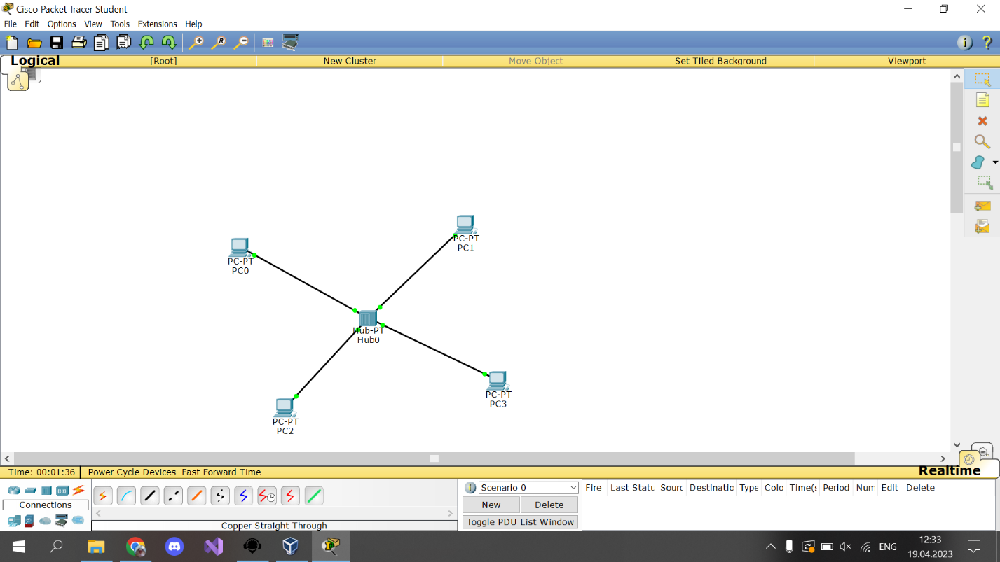 Cisco Packet Tracer Student
File Edit Options View Tools Extensions Help
R
i ?
Logical [Root] New Cluster Move Object Set Tiled Background Viewport
PC-PT
PC1
PC-PT
PC0
Hub-PT
Hub0
PC-PT
PC3
PC-PT
PC2
Time: 00:01:36 Power Cycle Devices Fast Forward Time Realtime
i Scenario 0 Fire Last Statu Sourc Destinatic Type Colo Time(s Period Num Edit Delete
Connections New Delete
Toggle PDU List Window
Copper Straight-Through
ENG 12:33
19.04.2023